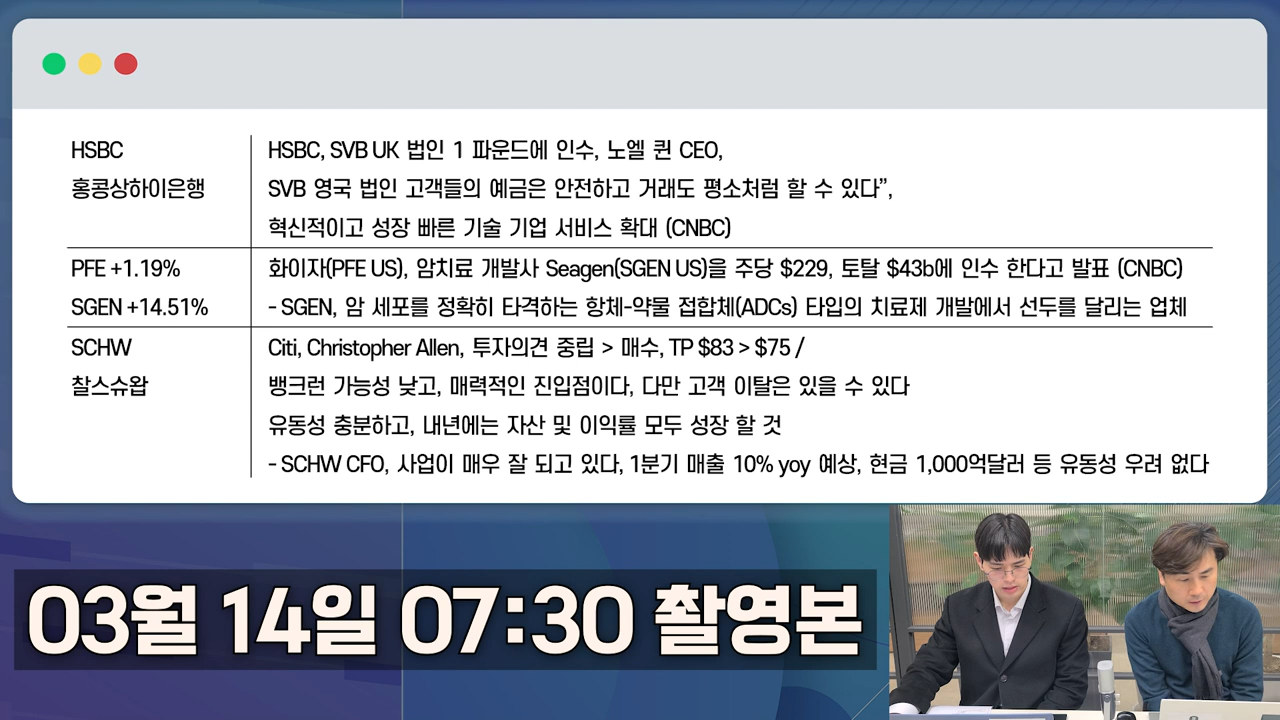 HSBC
홍콩상하이은행
HSBC, SVB UK 법인 1 파운드에 인수, 노엘 퀸 CEO,
SVB 영국 법인 고객들의 예금은 안전하고 거래도 평소처럼 할 수 있다”,
혁신적이고 성장 빠른 기술 기업 서비스 확대 (CNBC)
PFE +1.19%
SGEN +14.51%
화이자(PFE US), 암치료 개발사 Seagen(SGEN US)을 주당 $229, 토탈 $43b에 인수 한다고 발표 (CNBC)
- SGEN, 암 세포를 정확히 타격하는 항체-약물 접합체(ADCs) 타입의 치료제 개발에서 선두를 달리는 업체
SCHW
찰스슈왑
Citi, Christopher Allen, 투자의견 중립 > 매수, TP $83 > $75 /
뱅크런 가능성 낮고, 매력적인 진입점이다, 다만 고객 이탈은 있을 수 있다
유동성 충분하고, 내년에는 자산 및 이익률 모두 성장 할 것
- SCHW CFO, 사업이 매우 잘 되고 있다, 1분기 매출 10% yoy 예상, 현금 1,000억달러 등 유동성 우려 없다
03월 14일 07:30 촬영본